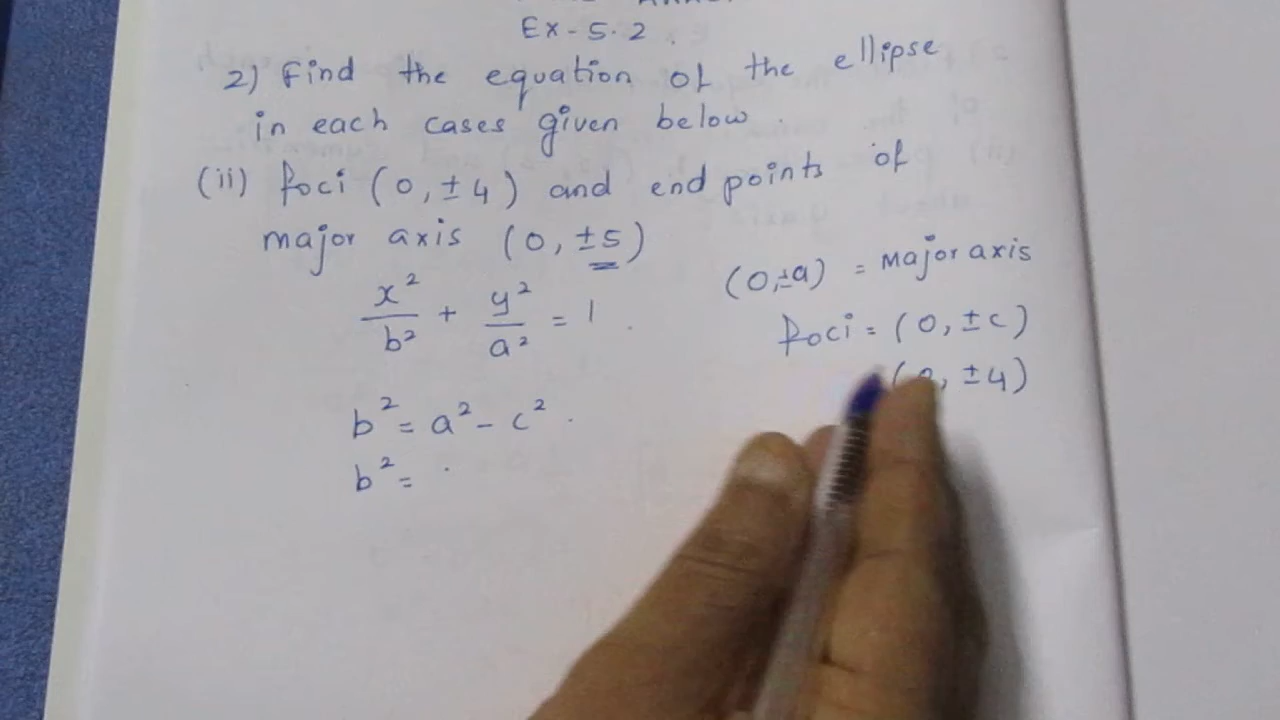 Ex-5.2.
2) Find the equation of the ellipse
in each cases given below.
(ii) foci (0, ±4) and end points of
major axis (0, ±5)
(0, ±a) = Major axis
x²/b² + y²/a² = 1.
foci = (0, ±c)
(0, ±4)
b² = a² - c².
b² =